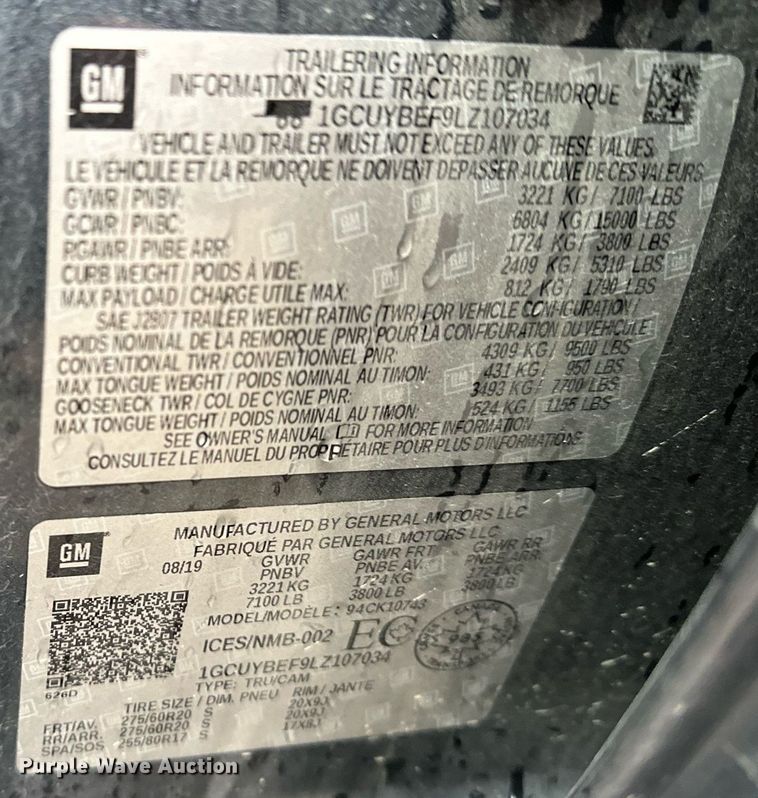 GM
TRAILERING INFORMATION
INFORMATION SUR LE TRACTAGE DE REMORQUE
1GCUYBEF9LZ107034
VEHICLE AND TRAILER MUST NOT EXCEED ANY OF THESE VALUES.
LE VÉHICULE ET LA REMORQUE NE DOIVENT DÉPASSER AUCUNE DE CES VALEURS
GVWR / PNBV: 3221 KG / 7100 LBS
GCWR / PNBC: 6804 KG / 15000 LBS
RGAWR / PNBE ARR: 1724 KG / 3800 LBS
CURB WEIGHT / POIDS À VIDE: 2409 KG / 5310 LBS
MAX PAYLOAD / CHARGE UTILE MAX: 812 KG / 1790 LBS
SAE J2807 TRAILER WEIGHT RATING (TWR) FOR VEHICLE CONFIGURATION /
POIDS NOMINAL DE LA REMORQUE (PNR) POUR LA CONFIGURATION DU VÉHICULE
CONVENTIONAL TWR / CONVENTIONNEL PNR: 4309 KG / 9500 LBS
MAX TONGUE WEIGHT / POIDS NOMINAL AU TIMON: 431 KG / 950 LBS
GOOSENECK TWR / COL DE CYGNE PNR: 3493 KG / 7700 LBS
MAX TONGUE WEIGHT / POIDS NOMINAL AU TIMON: 524 KG / 1155 LBS
SEE OWNER'S MANUAL FOR MORE INFORMATION
CONSULTEZ LE MANUEL DU PROPRIÉTAIRE POUR PLUS D'INFORMATIONS
GM
MANUFACTURED BY GENERAL MOTORS LLC
FABRIQUÉ PAR GENERAL MOTORS LLC
08/19 GVWR GAWR FRT GAWR RR
PNBV PNBE AV. PNBE ARR.
3221 KG 1724 KG 1724 KG
7100 LB 3800 LB 3800 LB
MODEL/MODÈLE: 94CK10743
ICES/NMB-002 EC
1GCUYBEF9LZ107034
TYPE: TRU/CAM
626D
TIRE SIZE / DIM. PNEU RIM / JANTE
FRT/AV. 275/60R20 S 20X9J
RR/ARR. 275/60R20 S 20X9J
SPA/SOS 255/80R17 S 17X8J
Purple Wave Auction